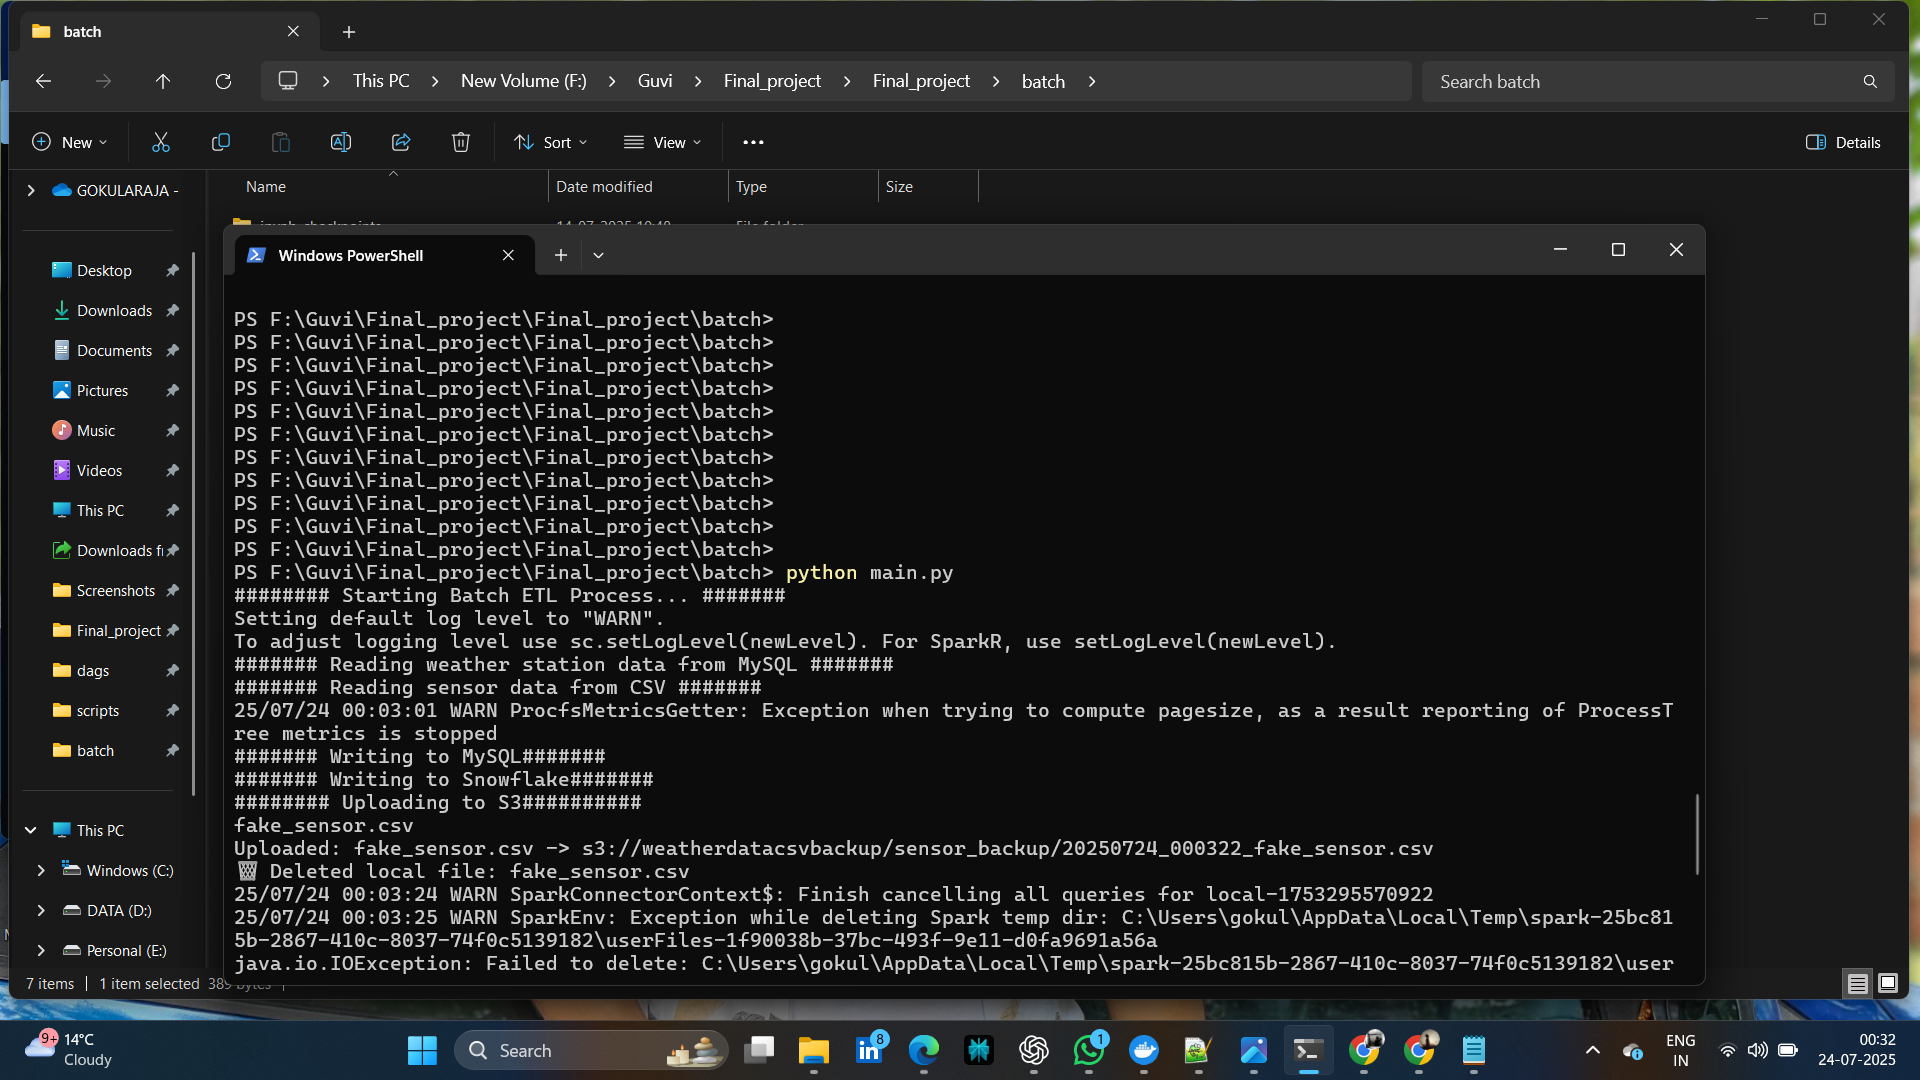 batch
This PC
New Volume (F:)
Guvi
Final_project
Final_project
batch
Search batch
New
Sort
View
Details
GOKULARAJA -
Name
Date modified
Type
Size
Desktop
Downloads
Documents
Pictures
Music
Videos
This PC
Downloads fr
Screenshots
Final_project
dags
scripts
batch
This PC
Windows (C:)
DATA (D:)
Personal (E:)
Windows PowerShell
PS F:\Guvi\Final_project\Final_project\batch>
PS F:\Guvi\Final_project\Final_project\batch>
PS F:\Guvi\Final_project\Final_project\batch>
PS F:\Guvi\Final_project\Final_project\batch>
PS F:\Guvi\Final_project\Final_project\batch>
PS F:\Guvi\Final_project\Final_project\batch>
PS F:\Guvi\Final_project\Final_project\batch>
PS F:\Guvi\Final_project\Final_project\batch>
PS F:\Guvi\Final_project\Final_project\batch>
PS F:\Guvi\Final_project\Final_project\batch>
PS F:\Guvi\Final_project\Final_project\batch>
PS F:\Guvi\Final_project\Final_project\batch> python main.py
######## Starting Batch ETL Process... #######
Setting default log level to "WARN".
To adjust logging level use sc.setLogLevel(newLevel). For SparkR, use setLogLevel(newLevel).
####### Reading weather station data from MySQL #######
####### Reading sensor data from CSV #######
25/07/24 00:03:01 WARN ProcfsMetricsGetter: Exception when trying to compute pagesize, as a result reporting of ProcessT
ree metrics is stopped
####### Writing to MySQL#######
####### Writing to Snowflake#######
######## Uploading to S3##########
fake_sensor.csv
Uploaded: fake_sensor.csv -> s3://weatherdatacsvbackup/sensor_backup/20250724_000322_fake_sensor.csv
🗑 Deleted local file: fake_sensor.csv
25/07/24 00:03:24 WARN SparkConnectorContext$: Finish cancelling all queries for local-1753295570922
25/07/24 00:03:25 WARN SparkEnv: Exception while deleting Spark temp dir: C:\Users\gokul\AppData\Local\Temp\spark-25bc81
5b-2867-410c-8037-74f0c5139182\userFiles-1f90038b-37bc-493f-9e11-d0fa9691a56a
java.io.IOException: Failed to delete: C:\Users\gokul\AppData\Local\Temp\spark-25bc815b-2867-410c-8037-74f0c5139182\user
7 items
1 item selected 389 bytes
9+
14°C
Cloudy
Search
8
1
ENG
IN
00:32
24-07-2025